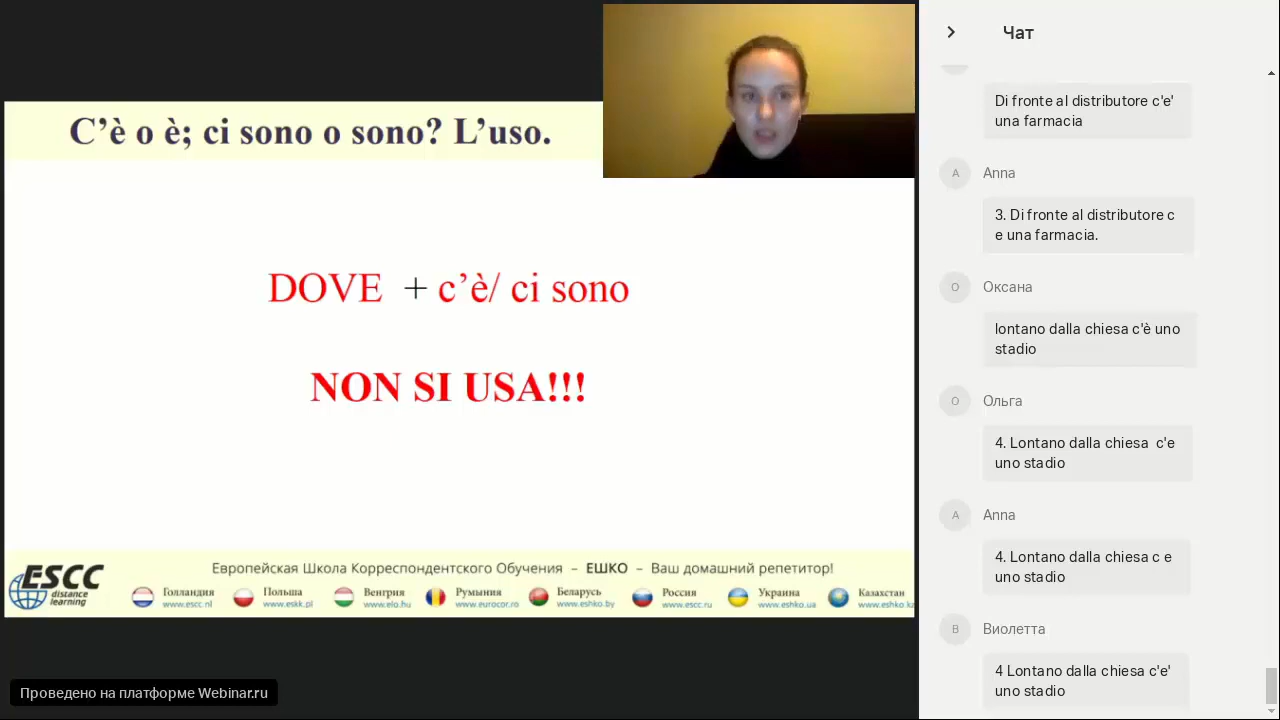 C’è o è; ci sono o sono? L’uso.
DOVE + c’è/ ci sono
NON SI USA!!!
ESCC
distance
learning
Европейская Школа Корреспондентского Обучения – ЕШКО – Ваш домашний репетитор!
Голландия
www.escc.nl
Польша
www.eskk.pl
Венгрия
www.elo.hu
Румыния
www.eurocor.ro
Беларусь
www.eshko.by
Россия
www.escc.ru
Украина
www.eshko.ua
Казахстан
www.eshko.kz
Проведено на платформе Webinar.ru
Чат
Di fronte al distributore c'e'
una farmacia
A Anna
3. Di fronte al distributore c
e una farmacia.
О Оксана
lontano dalla chiesa c'è uno
stadio
О Ольга
4. Lontano dalla chiesa c'e
uno stadio
A Anna
4. Lontano dalla chiesa c e
uno stadio
В Виолетта
4 Lontano dalla chiesa c'e'
uno stadio